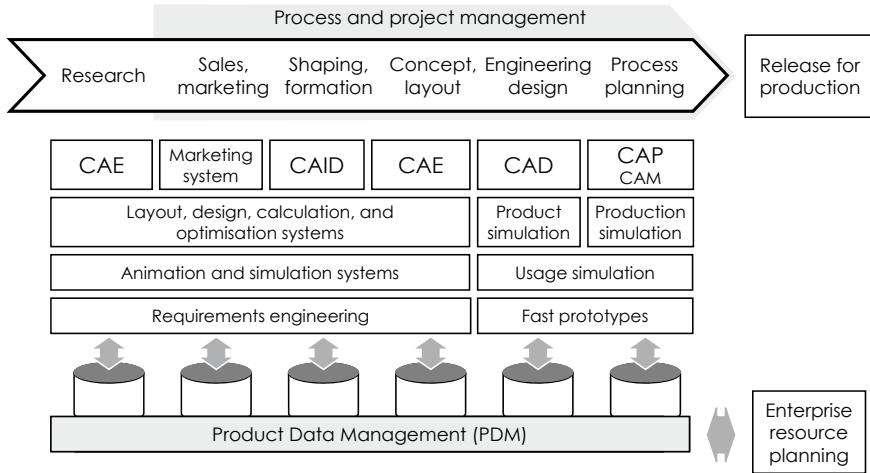 Process and project management
Research
Sales,
marketing
Shaping,
formation
Concept,
layout
Engineering
design
Process
planning
Release for
production
CAE
Marketing
system
CAID
CAE
CAD
CAP
CAM
Layout, design, calculation, and
optimisation systems
Product
simulation
Production
simulation
Animation and simulation systems
Usage simulation
Requirements engineering
Fast prototypes
Product Data Management (PDM)
Enterprise
resource
planning